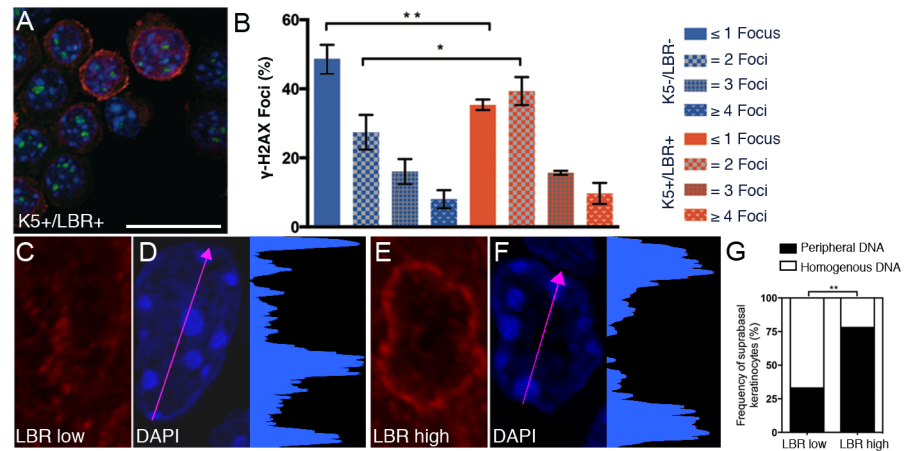 A
K5+/LBR+
B
γ-H2AX Foci (%)
60
40
20
0
**
*
K5-/LBR-
≤ 1 Focus
= 2 Foci
= 3 Foci
≥ 4 Foci
K5+/LBR+
≤ 1 Focus
= 2 Foci
= 3 Foci
≥ 4 Foci
C
LBR low
D
DAPI
E
LBR high
F
DAPI
G
Peripheral DNA
Homogenous DNA
**
Frequency of suprabasal
keratinocytes (%)
100
75
50
25
0
LBR low
LBR high